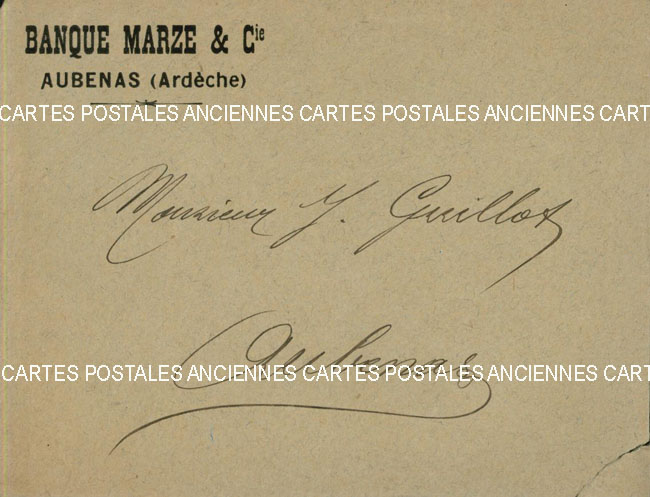 BANQUE MARZE & Cie
AUBENAS (Ardèche)
CARTES POSTALES ANCIENNES CARTES POSTALES ANCIENNES CART
Monsieur J. Guillot
Aubenas
CARTES POSTALES ANCIENNES CARTES POSTALES ANCIENNES CART